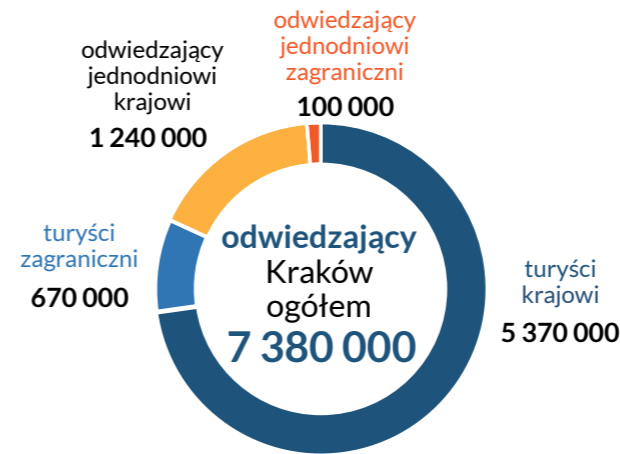 odwiedzający
jednodniowi
zagraniczni
100 000
odwiedzający
jednodniowi
krajowi
1 240 000
turyści
zagraniczni
670 000
odwiedzający
Kraków
ogółem
7 380 000
turyści
krajowi
5 370 000